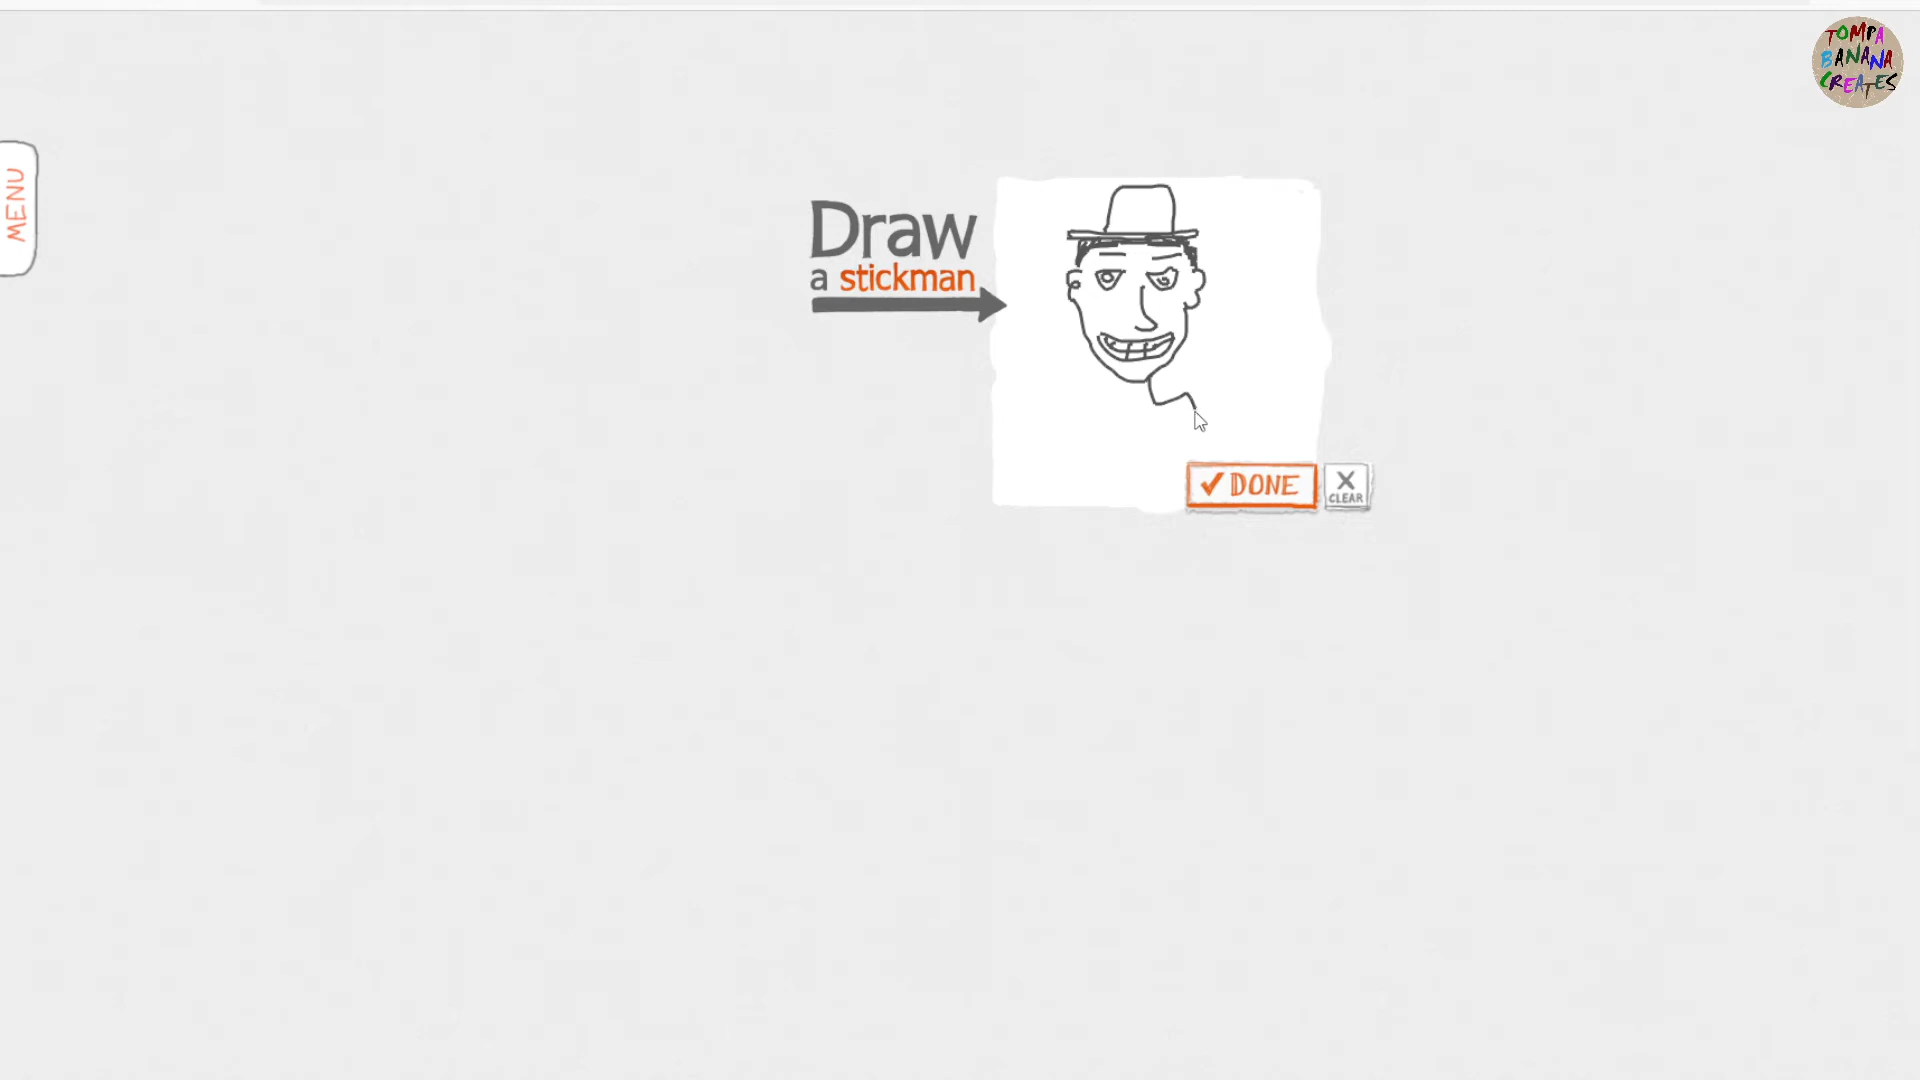 TOMPA
BANANA
CREATES
MENU
Draw
a stickman
DONE
X
CLEAR